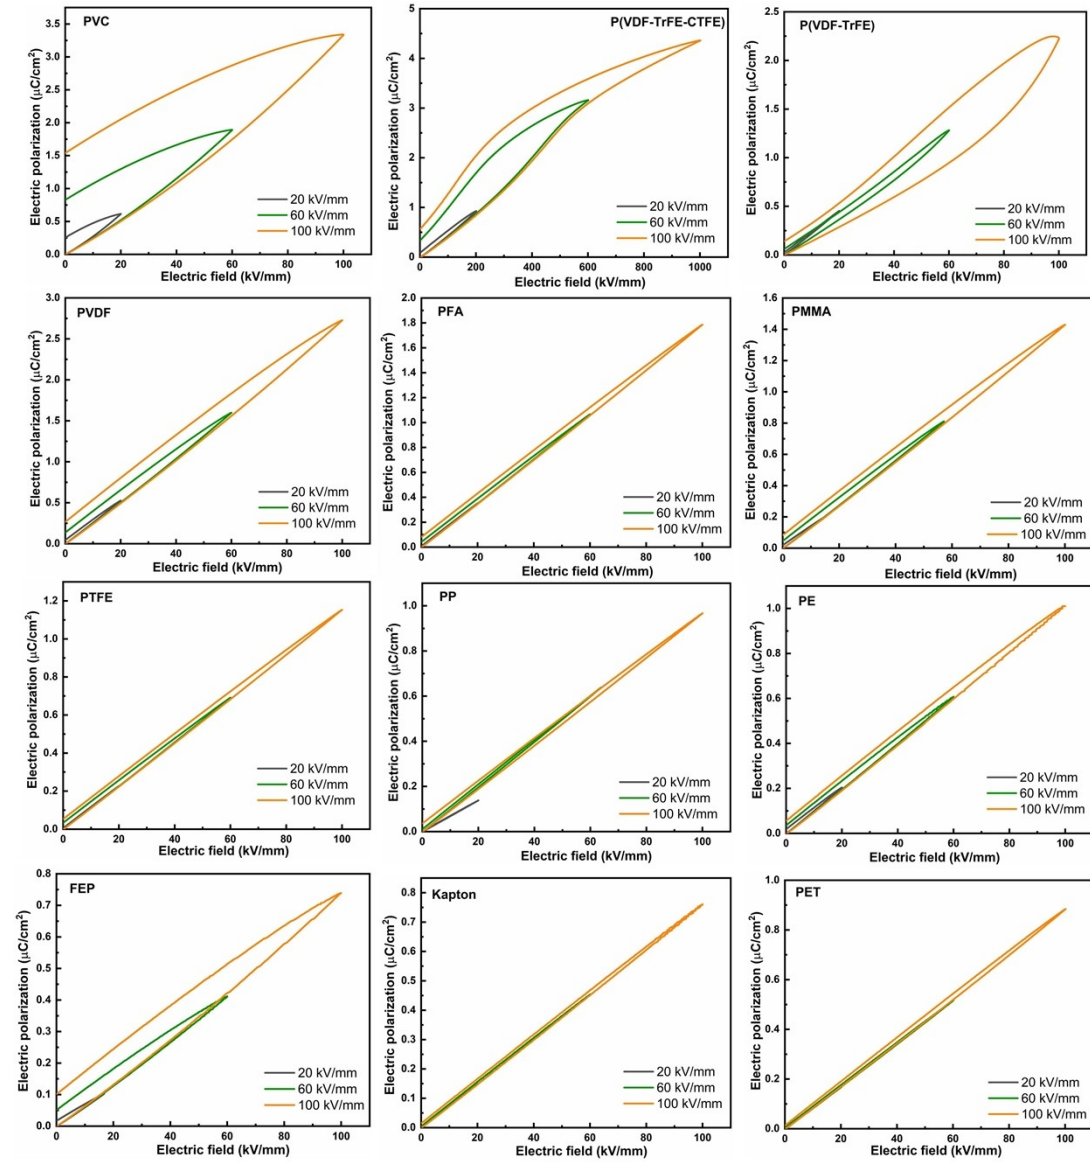 PVC
Electric polarization (μC/cm²)
3.5
3.0
2.5
2.0
1.5
1.0
0.5
0.0
20 kV/mm
60 kV/mm
100 kV/mm
0 20 40 60 80 100
Electric field (kV/mm)
P(VDF-TrFE-CTFE)
Electric polarization (μC/cm²)
5
4
3
2
1
0
20 kV/mm
60 kV/mm
100 kV/mm
0 200 400 600 800 1000
Electric field (kV/mm)
P(VDF-TrFE)
Electric polarization (μC/cm²)
2.5
2.0
1.5
1.0
0.5
0.0
20 kV/mm
60 kV/mm
100 kV/mm
0 20 40 60 80 100
Electric field (kV/mm)
PVDF
Electric polarization (μC/cm²)
3.0
2.5
2.0
1.5
1.0
0.5
0.0
20 kV/mm
60 kV/mm
100 kV/mm
0 20 40 60 80 100
Electric field (kV/mm)
PFA
Electric polarization (μC/cm²)
2.0
1.8
1.6
1.4
1.2
1.0
0.8
0.6
0.4
0.2
0.0
20 kV/mm
60 kV/mm
100 kV/mm
0 20 40 60 80 100
Electric field (kV/mm)
PMMA
Electric polarization (μC/cm²)
1.6
1.4
1.2
1.0
0.8
0.6
0.4
0.2
0.0
20 kV/mm
60 kV/mm
100 kV/mm
0 20 40 60 80 100
Electric field (kV/mm)
PTFE
Electric polarization (μC/cm²)
1.2
1.0
0.8
0.6
0.4
0.2
0.0
20 kV/mm
60 kV/mm
100 kV/mm
0 20 40 60 80 100
Electric field (kV/mm)
PP
Electric polarization (μC/cm²)
1.0
0.8
0.6
0.4
0.2
0.0
20 kV/mm
60 kV/mm
100 kV/mm
0 20 40 60 80 100
Electric field (kV/mm)
PE
Electric polarization (μC/cm²)
1.0
0.8
0.6
0.4
0.2
0.0
20 kV/mm
60 kV/mm
100 kV/mm
0 20 40 60 80 100
Electric field (kV/mm)
FEP
Electric polarization (μC/cm²)
0.8
0.7
0.6
0.5
0.4
0.3
0.2
0.1
0.0
20 kV/mm
60 kV/mm
100 kV/mm
0 20 40 60 80 100
Electric field (kV/mm)
Kapton
Electric polarization (μC/cm²)
0.8
0.7
0.6
0.5
0.4
0.3
0.2
0.1
0.0
20 kV/mm
60 kV/mm
100 kV/mm
0 20 40 60 80 100
Electric field (kV/mm)
PET
Electric polarization (μC/cm²)
1.0
0.8
0.6
0.4
0.2
0.0
20 kV/mm
60 kV/mm
100 kV/mm
0 20 40 60 80 100
Electric field (kV/mm)